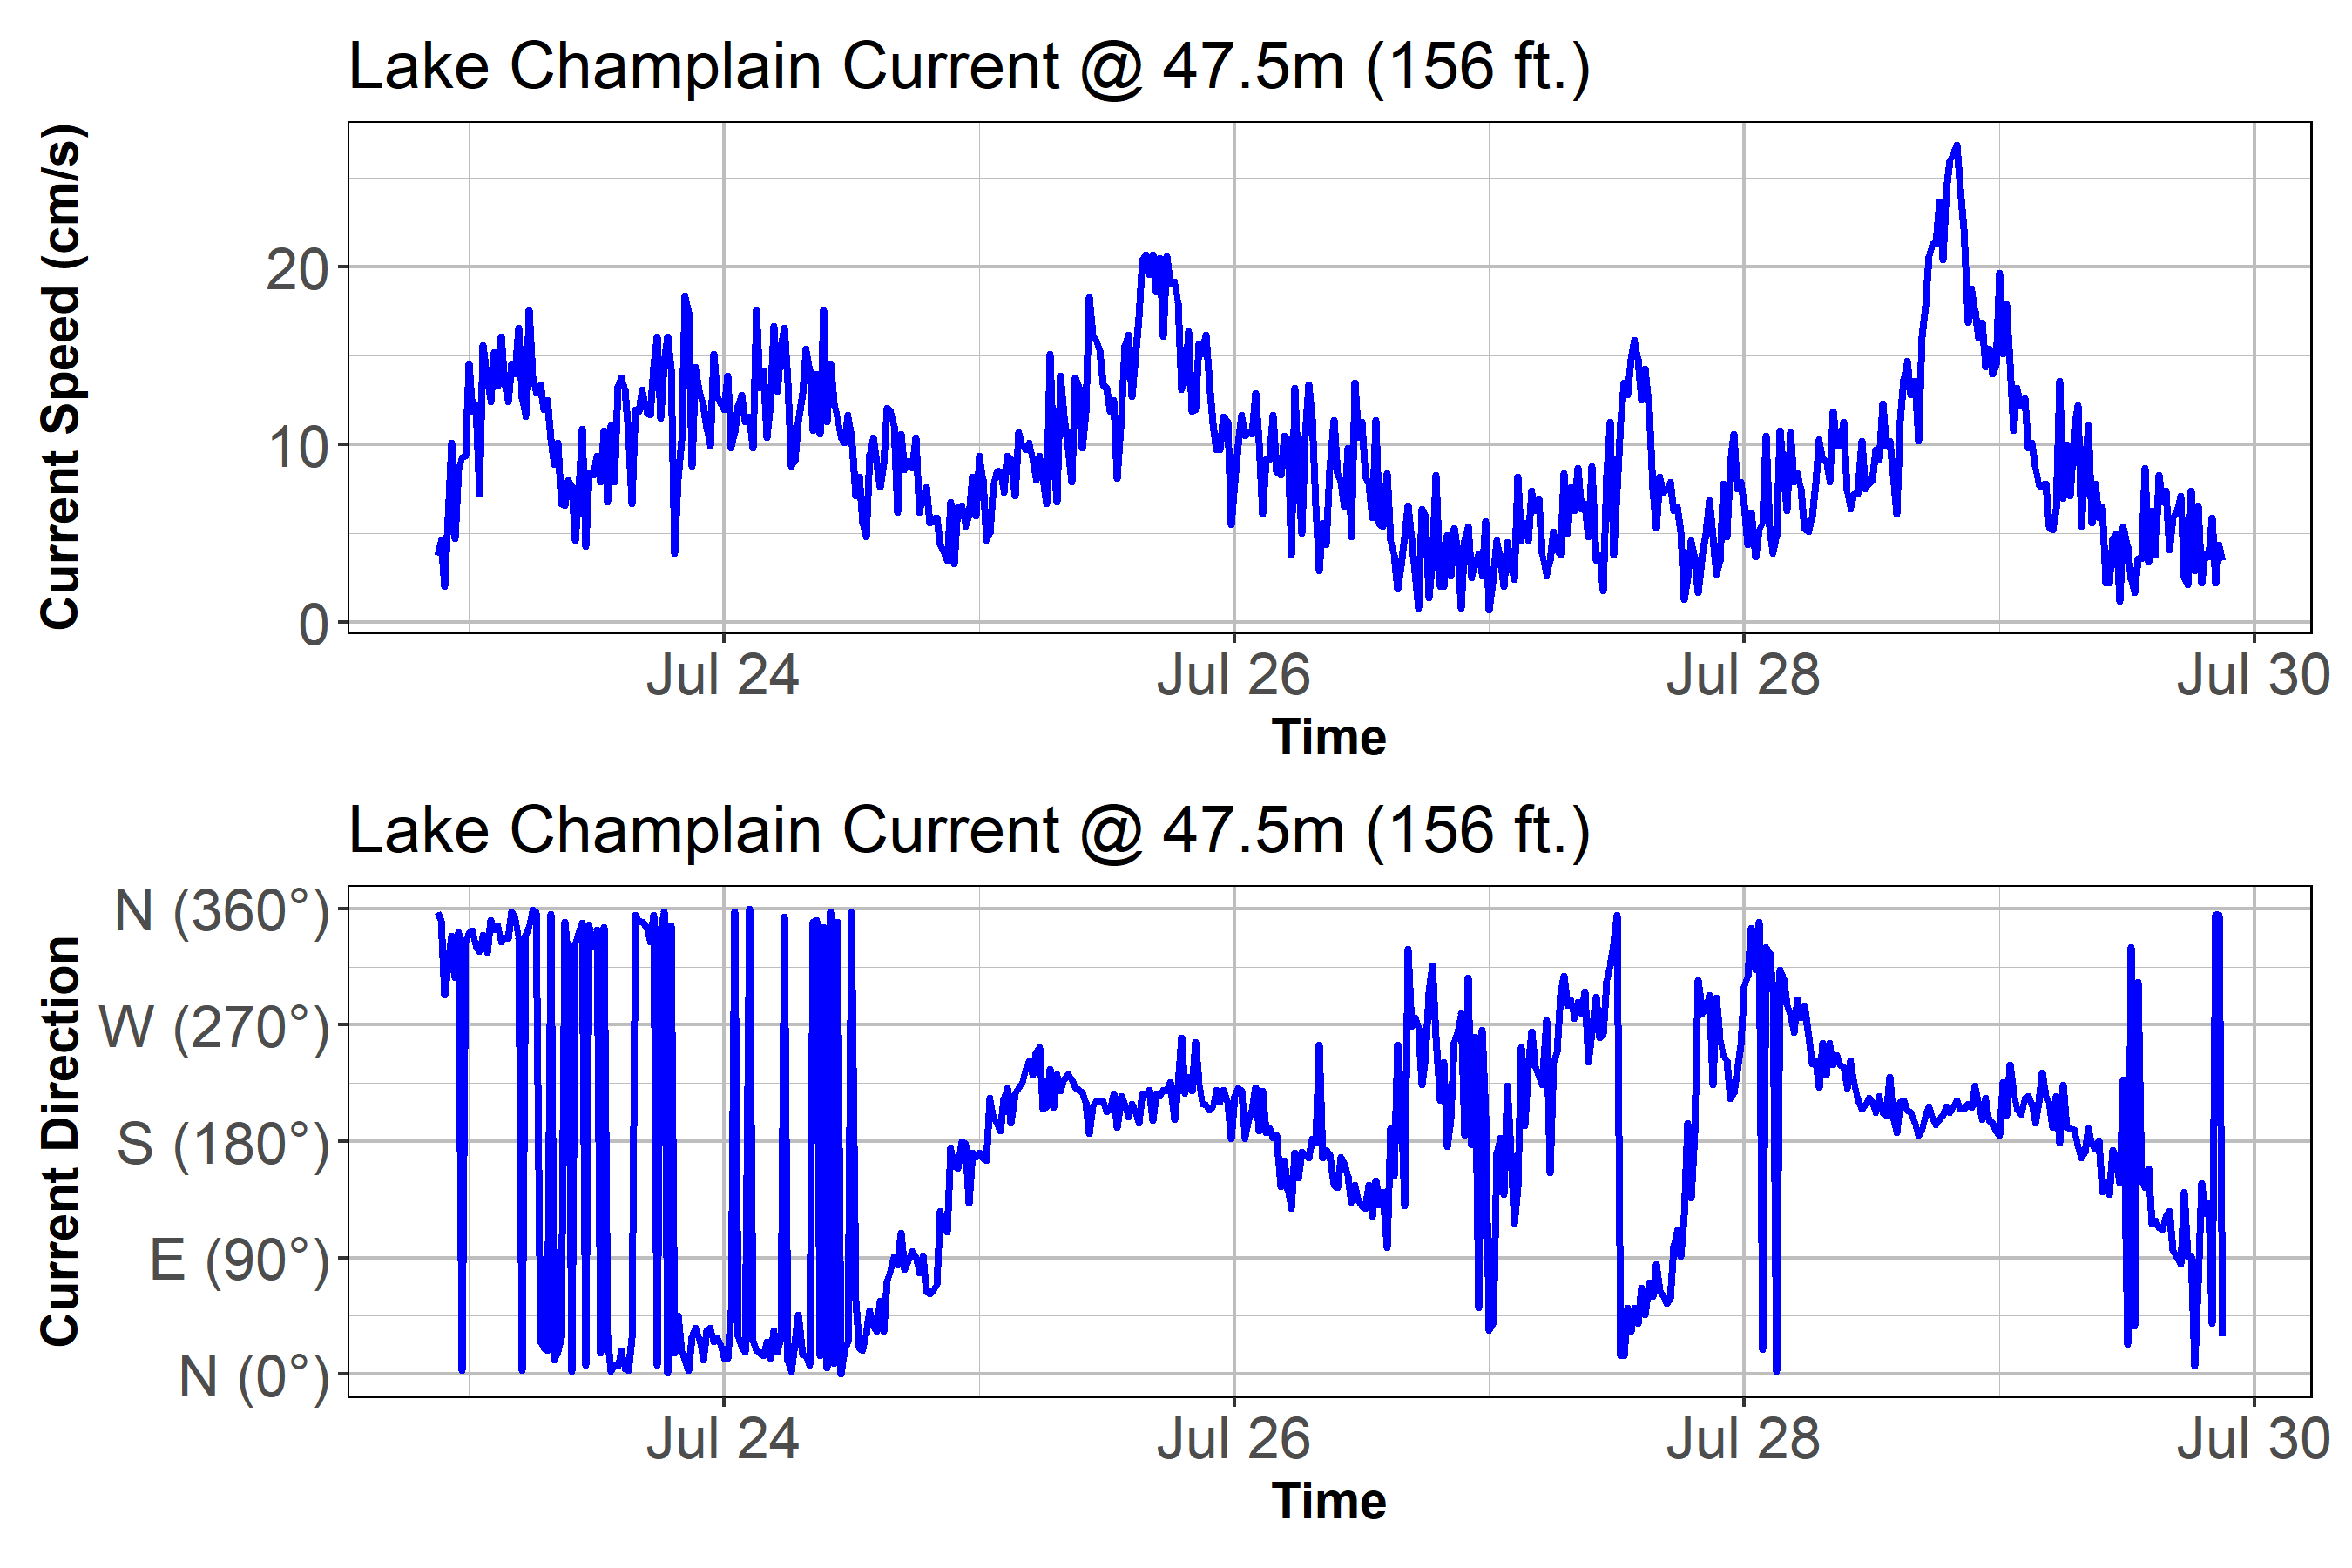 Lake Champlain Current @ 47.5m (156 ft.)
Current Speed (cm/s)
20
10
0
Jul 24 Jul 26 Jul 28 Jul 30
Time
Lake Champlain Current @ 47.5m (156 ft.)
Current Direction
N (360°)
W (270°)
S (180°)
E (90°)
N (0°)
Jul 24 Jul 26 Jul 28 Jul 30
Time